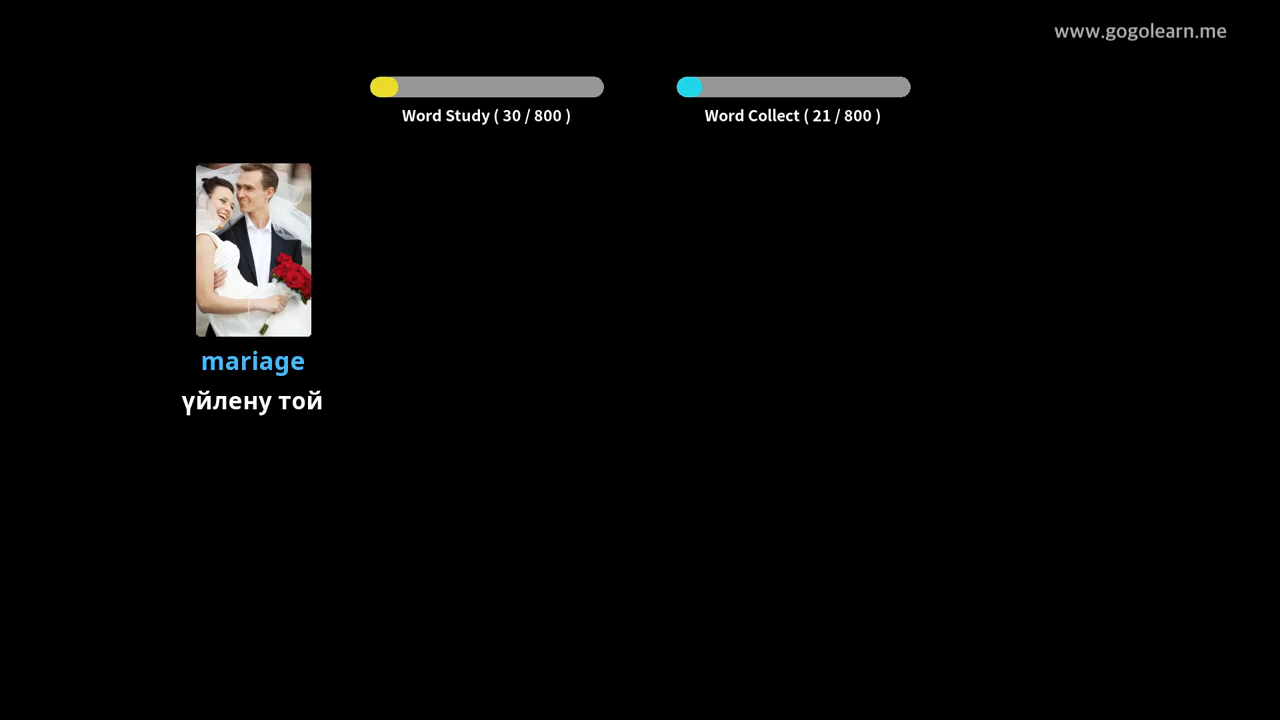 www.gogolearn.me
Word Study ( 30 / 800 )
Word Collect ( 21 / 800 )
mariage
үйлену той